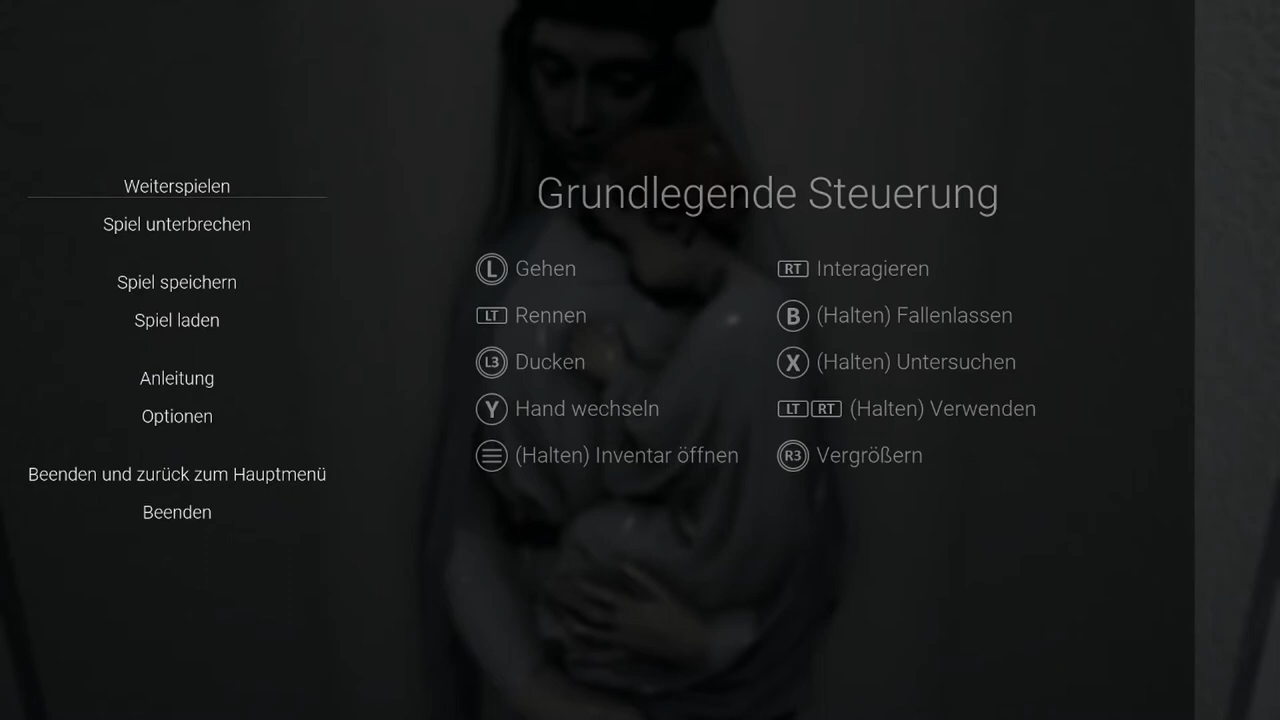 Weiterspielen
Spiel unterbrechen
Spiel speichern
Spiel laden
Anleitung
Optionen
Beenden und zurück zum Hauptmenü
Beenden
Grundlegende Steuerung
L Gehen
LT Rennen
L3 Ducken
Y Hand wechseln
(Halten) Inventar öffnen
RT Interagieren
B (Halten) Fallenlassen
X (Halten) Untersuchen
LT RT (Halten) Verwenden
R3 Vergrößern